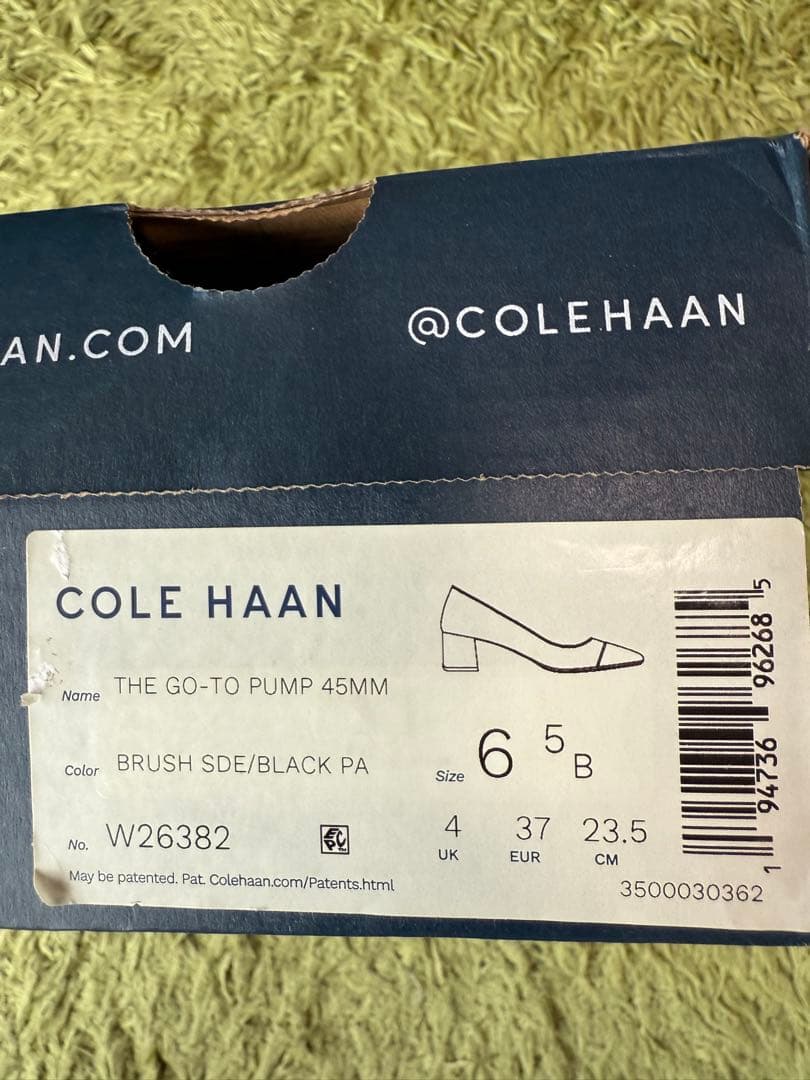 AN.COM
@COLEHAAN
COLE HAAN
Name THE GO-TO PUMP 45MM
Color BRUSH SDE/BLACK PA
No. W26382
May be patented. Pat. Colehaan.com/Patents.html
Size 6 5 B
4 37 23.5
UK EUR CM
1 94736 96268 5
3500030362